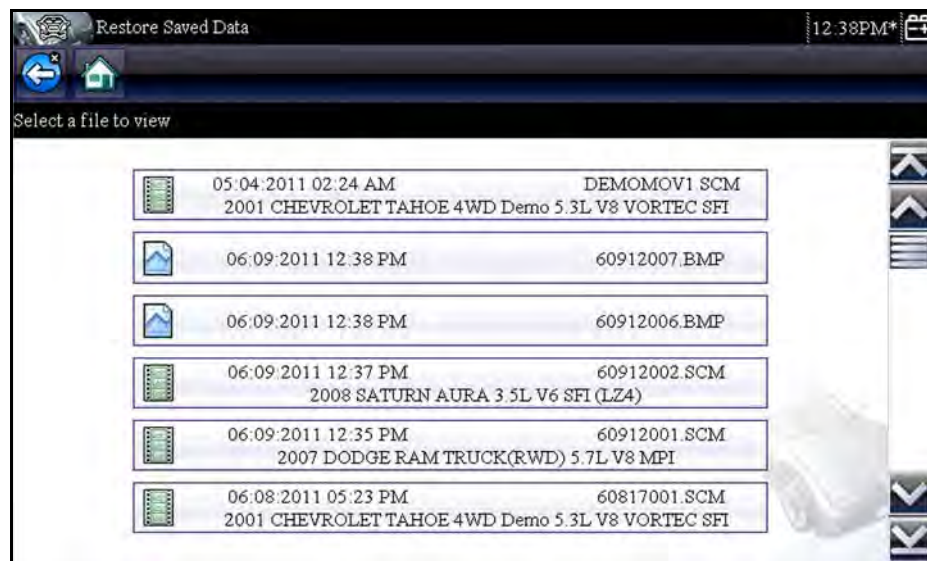 Restore Saved Data
12:38PM*
Select a file to view
05:04:2011 02:24 AM DEMOMOV1.SCM
2001 CHEVROLET TAHOE 4WD Demo 5.3L V8 VORTEC SFI
06:09:2011 12:38 PM 60912007.BMP
06:09:2011 12:38 PM 60912006.BMP
06:09:2011 12:37 PM 60912002.SCM
2008 SATURN AURA 3.5L V6 SFI (LZ4)
06:09:2011 12:35 PM 60912001.SCM
2007 DODGE RAM TRUCK(RWD) 5.7L V8 MPI
06:08:2011 05:23 PM 60817001.SCM
2001 CHEVROLET TAHOE 4WD Demo 5.3L V8 VORTEC SFI